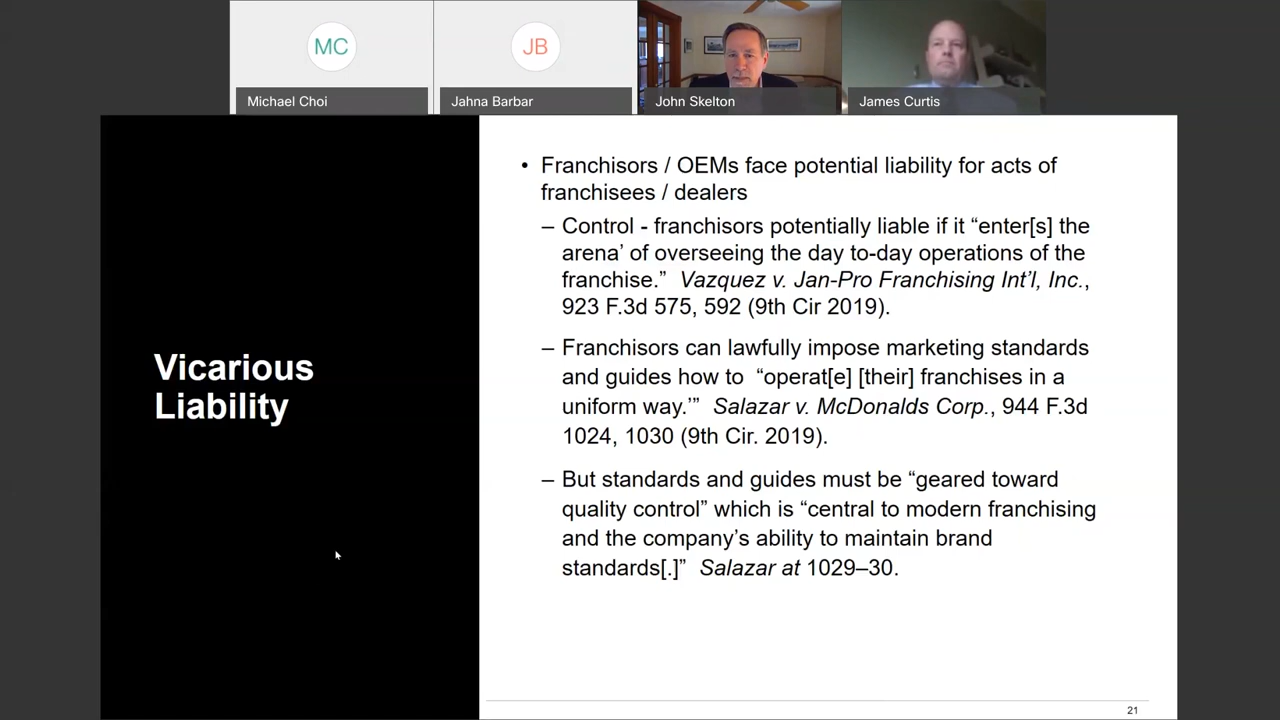 MC
JB
Michael Choi
Jahna Barbar
John Skelton
James Curtis
Vicarious
Liability
• Franchisors / OEMs face potential liability for acts of
franchisees / dealers
– Control - franchisors potentially liable if it “enter[s] the
arena’ of overseeing the day to-day operations of the
franchise.” Vazquez v. Jan-Pro Franchising Int’l, Inc.,
923 F.3d 575, 592 (9th Cir 2019).
– Franchisors can lawfully impose marketing standards
and guides how to “operat[e] [their] franchises in a
uniform way.’” Salazar v. McDonalds Corp., 944 F.3d
1024, 1030 (9th Cir. 2019).
– But standards and guides must be “geared toward
quality control” which is “central to modern franchising
and the company’s ability to maintain brand
standards[.]” Salazar at 1029–30.
21